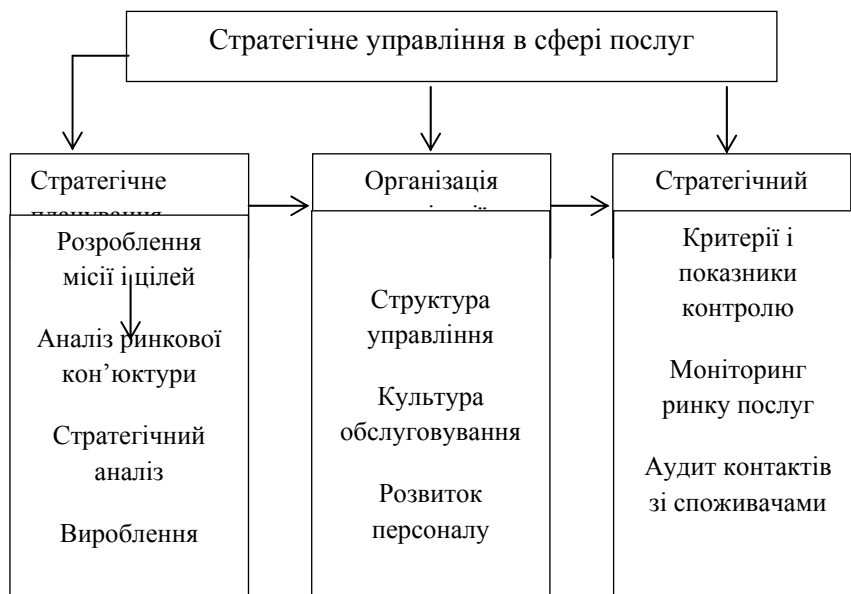 Стратегічне управління в сфері послуг
Стратегічне
планування
Організація
Стратегічний
Розроблення
місії і цілей
Аналіз ринкової
кон’юктури
Стратегічний
аналіз
Вироблення
Структура
управління
Культура
обслуговування
Розвиток
персоналу
Критерії і
показники
контролю
Моніторинг
ринку послуг
Аудит контактів
зі споживачами